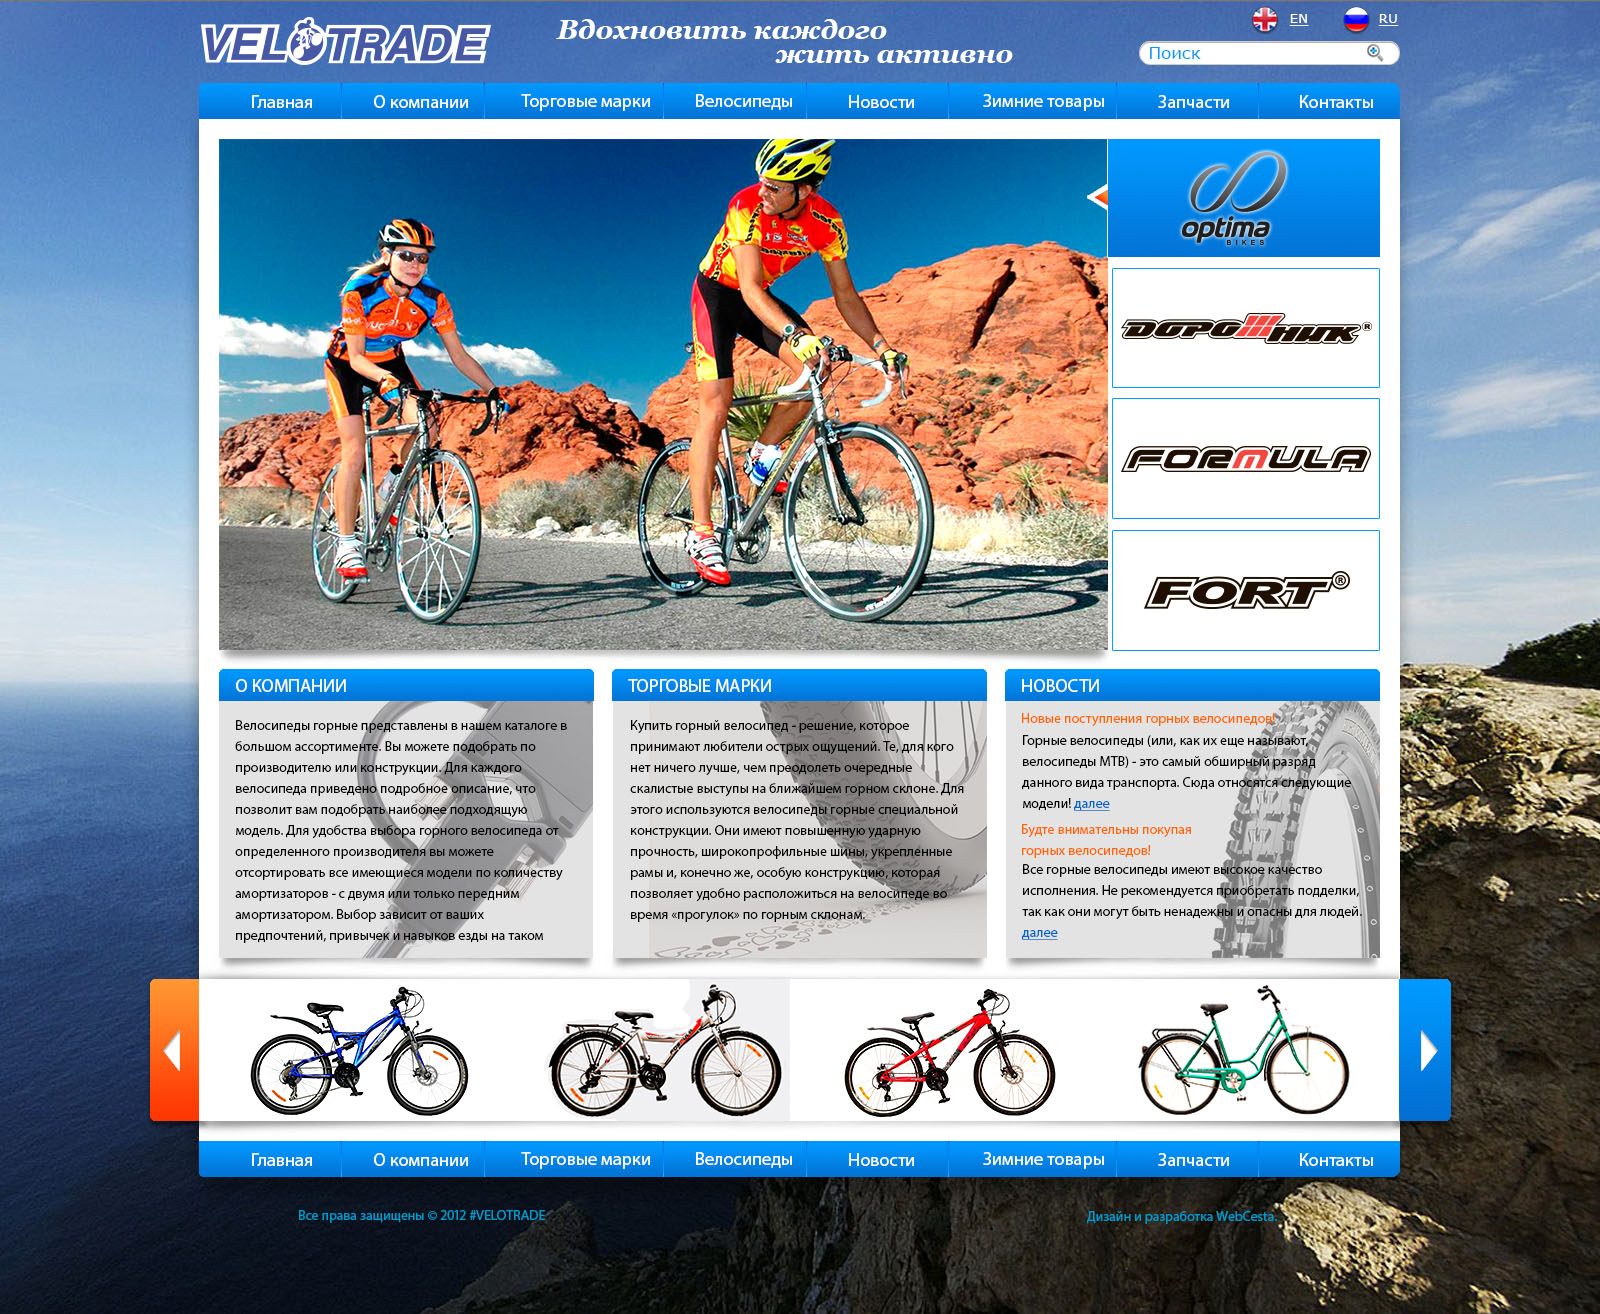 VELOTRADE
Вдохновить каждого
жить активно
EN
RU
Поиск
Главная
О компании
Торговые марки
Велосипеды
Новости
Зимние товары
Запчасти
Контакты
optima
BIKES
ДОРОЖНИК®
FORMULA
FORT®
О КОМПАНИИ
Велосипеды горные представлены в нашем каталоге в
большом ассортименте. Вы можете подобрать по
производителю или конструкции. Для каждого
велосипеда приведено подробное описание, что
позволит вам подобрать наиболее подходящую
модель. Для удобства выбора горного велосипеда от
определенного производителя вы можете
отсортировать все имеющиеся модели по количеству
амортизаторов - с двумя или только передним
амортизатором. Выбор зависит от ваших
предпочтений, привычек и навыков езды на таком
ТОРГОВЫЕ МАРКИ
Купить горный велосипед - решение, которое
принимают любители острых ощущений. Те, для кого
нет ничего лучше, чем преодолеть очередные
скалистые выступы на ближайшем горном склоне. Для
этого используются велосипеды горные специальной
конструкции. Они имеют повышенную ударную
прочность, широкопрофильные шины, укрепленные
рамы и, конечно же, особую конструкцию, которая
позволяет удобно расположиться на велосипеде во
время «прогулок» по горным склонам.
НОВОСТИ
Новые поступления горных велосипедов!
Горные велосипеды (или, как их еще называют,
велосипеды MTB) - это самый обширный разряд
данного вида транспорта. Сюда относятся следующие
модели! далее
Будте внимательны покупая
горных велосипедов!
Все горные велосипеды имеют высокое качество
исполнения. Не рекомендуется приобретать подделки,
так как они могут быть ненадежны и опасны для людей.
далее
Главная
О компании
Торговые марки
Велосипеды
Новости
Зимние товары
Запчасти
Контакты
Все права защищены © 2012 #VELOTRADE
Дизайн и разработка WebCesta.